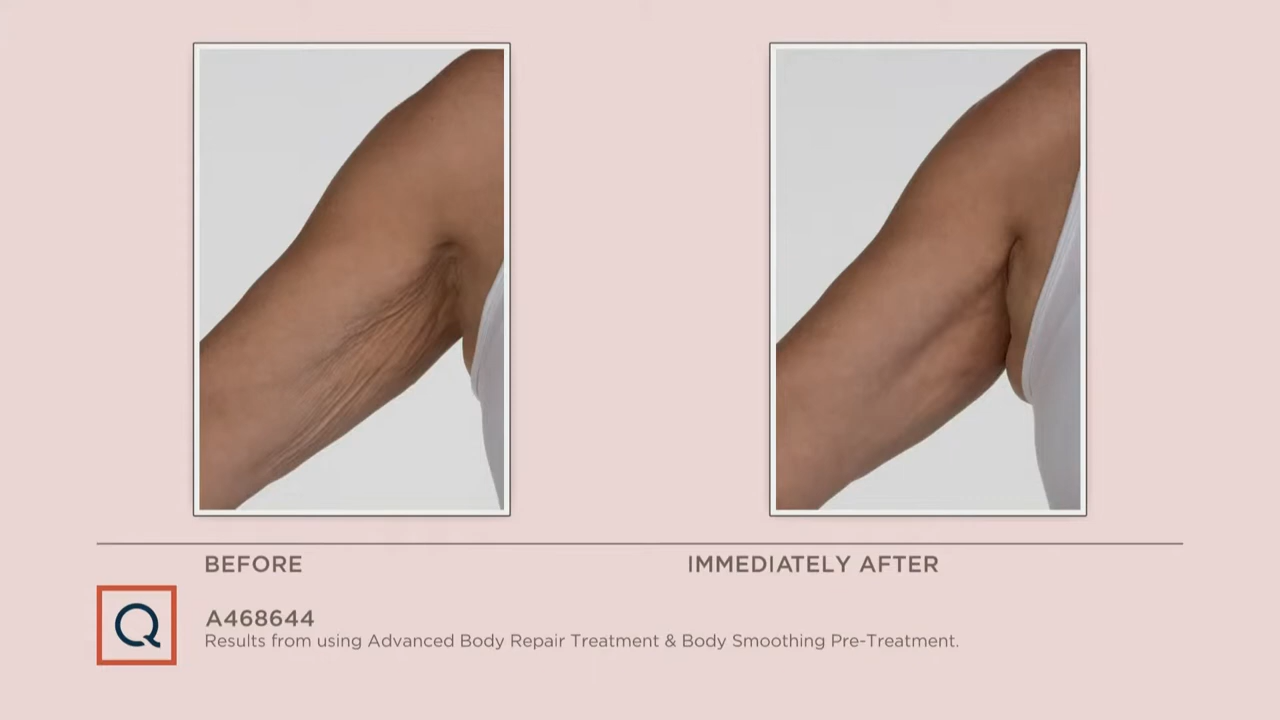 BEFORE
IMMEDIATELY AFTER
Q
A468644
Results from using Advanced Body Repair Treatment & Body Smoothing Pre-Treatment.